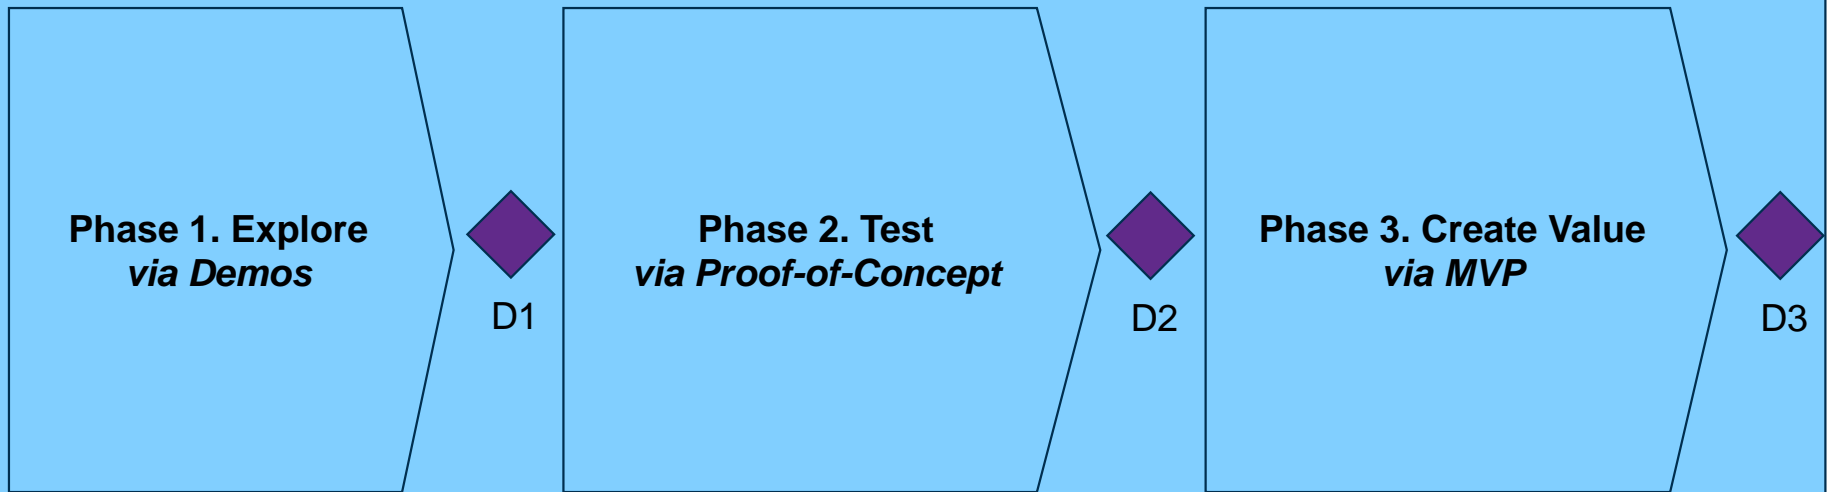 Phase 1. Explore
via Demos
D1
Phase 2. Test
via Proof-of-Concept
D2
Phase 3. Create Value
via MVP
D3